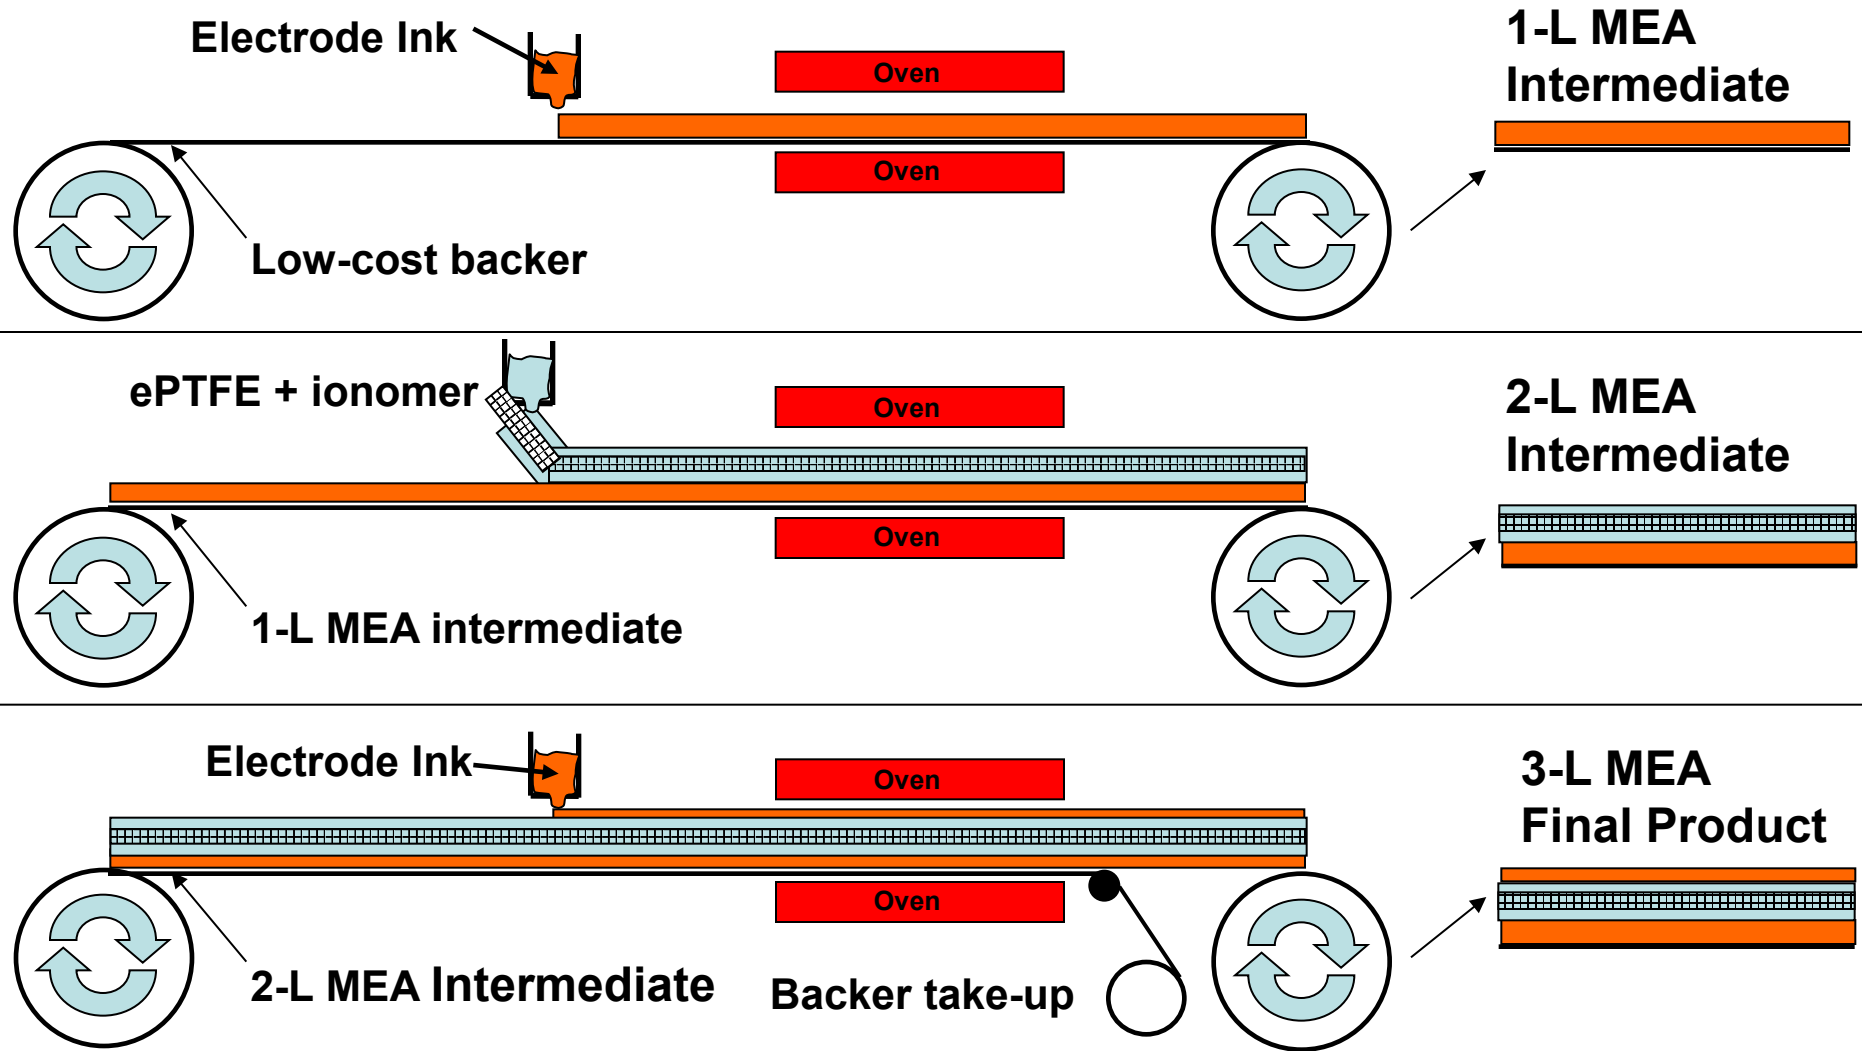 Electrode Ink
Oven
1-L MEA
Intermediate
Oven
Low-cost backer
ePTFE + ionomer
Oven
2-L MEA
Intermediate
Oven
1-L MEA intermediate
Electrode Ink
Oven
3-L MEA
Final Product
Oven
2-L MEA Intermediate
Backer take-up